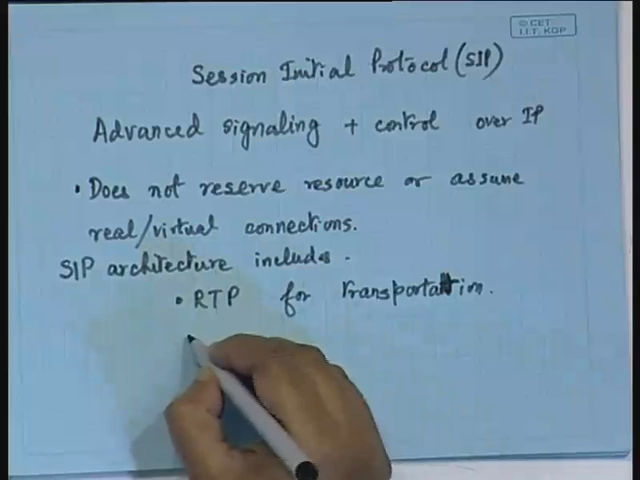 © CET
I.I.T. KGP
Session Initial Protocol (SIP)
Advanced signaling + control over IP
• Does not reserve resource or assume
real/virtual connections.
SIP architecture includes.
• RTP for Transportation.